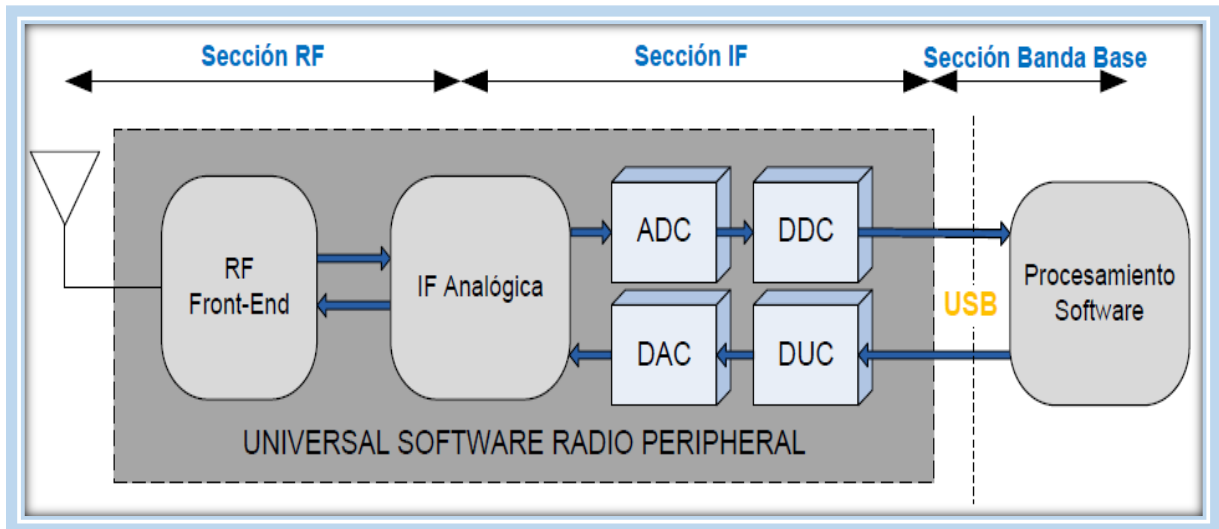 Sección RF
Sección IF
Sección Banda Base
RF
Front-End
IF Analógica
ADC
DDC
DAC
DUC
USB
Procesamiento
Software
UNIVERSAL SOFTWARE RADIO PERIPHERAL